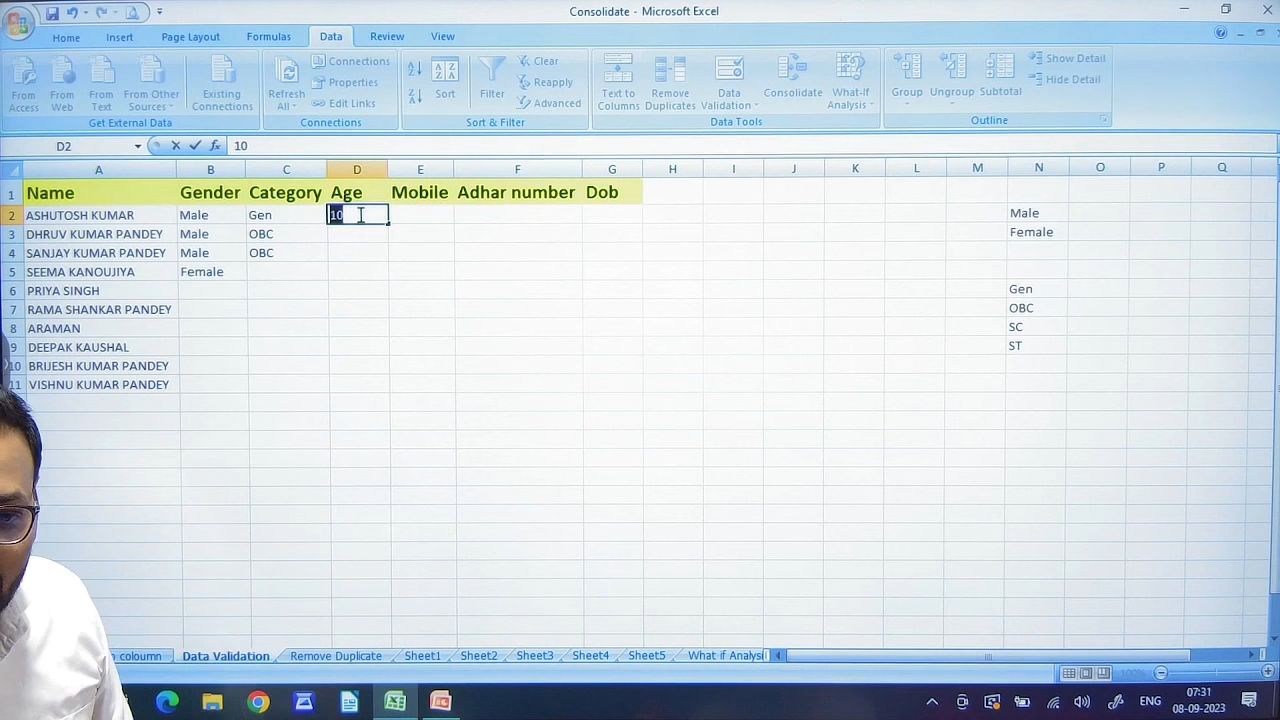 Consolidate - Microsoft Excel
Home Insert Page Layout Formulas Data Review View
From Access
From Web
From Text
From Other Sources
Existing Connections
Get External Data
Refresh All
Connections
Properties
Edit Links
Connections
Sort
Filter
Clear
Reapply
Advanced
Sort & Filter
Text to Columns
Remove Duplicates
Data Validation
Consolidate
What-If Analysis
Data Tools
Group
Ungroup
Subtotal
Show Detail
Hide Detail
Outline
D2 fx 10
A B C D E F G H I J K L M N O P Q
1 Name Gender Category Age Mobile Adhar number Dob
2 ASHUTOSH KUMAR Male Gen 10 Male
3 DHRUV KUMAR PANDEY Male OBC Female
4 SANJAY KUMAR PANDEY Male OBC
5 SEEMA KANOUJIYA Female
6 PRIYA SINGH Gen
7 RAMA SHANKAR PANDEY OBC
8 ARAMAN SC
9 DEEPAK KAUSHAL ST
10 BRIJESH KUMAR PANDEY
11 VISHNU KUMAR PANDEY
coloumn Data Validation Remove Duplicate Sheet1 Sheet2 Sheet3 Sheet4 Sheet5 What if Analysi
100%
ENG
07:31
08-09-2023